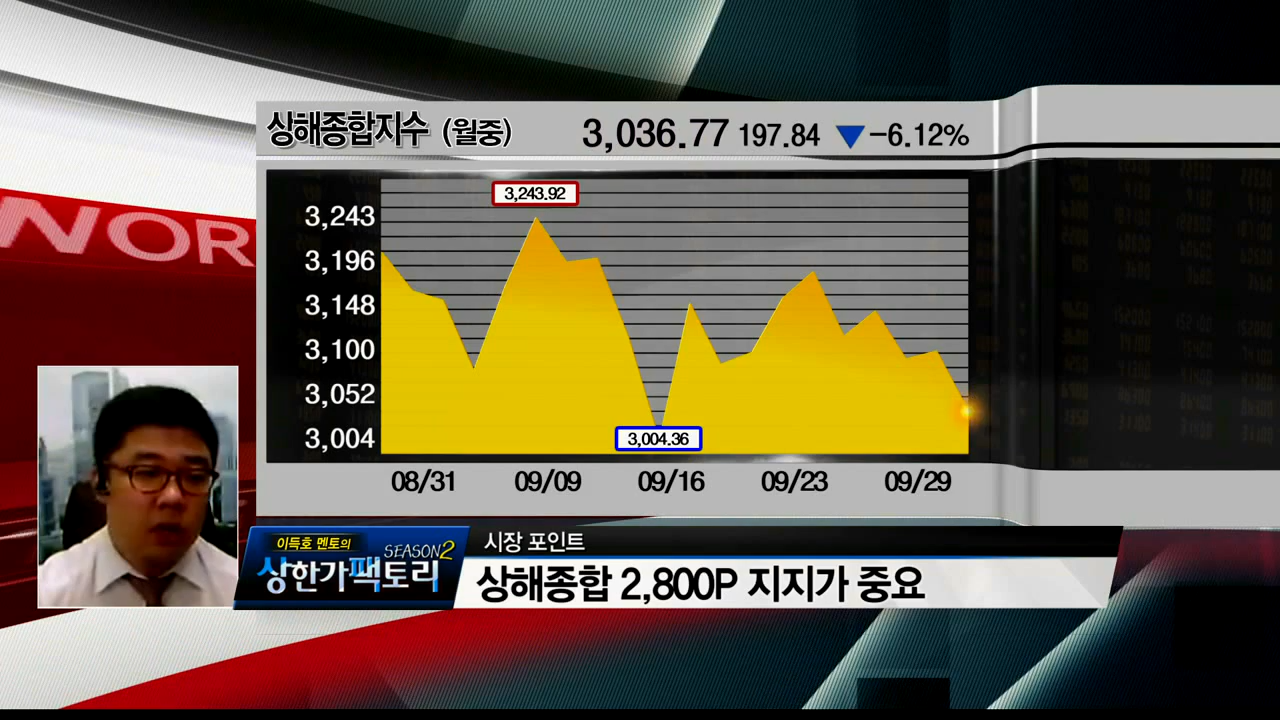 상해종합지수 (월중) 3,036.77 197.84 ▼-6.12%
3,243.92
3,243
3,196
3,148
3,100
3,052
3,004
3,004.36
08/31 09/09 09/16 09/23 09/29
NOR
이득호 멘토의
SEASON2
상한가팩토리
시장 포인트
상해종합 2,800P 지지가 중요